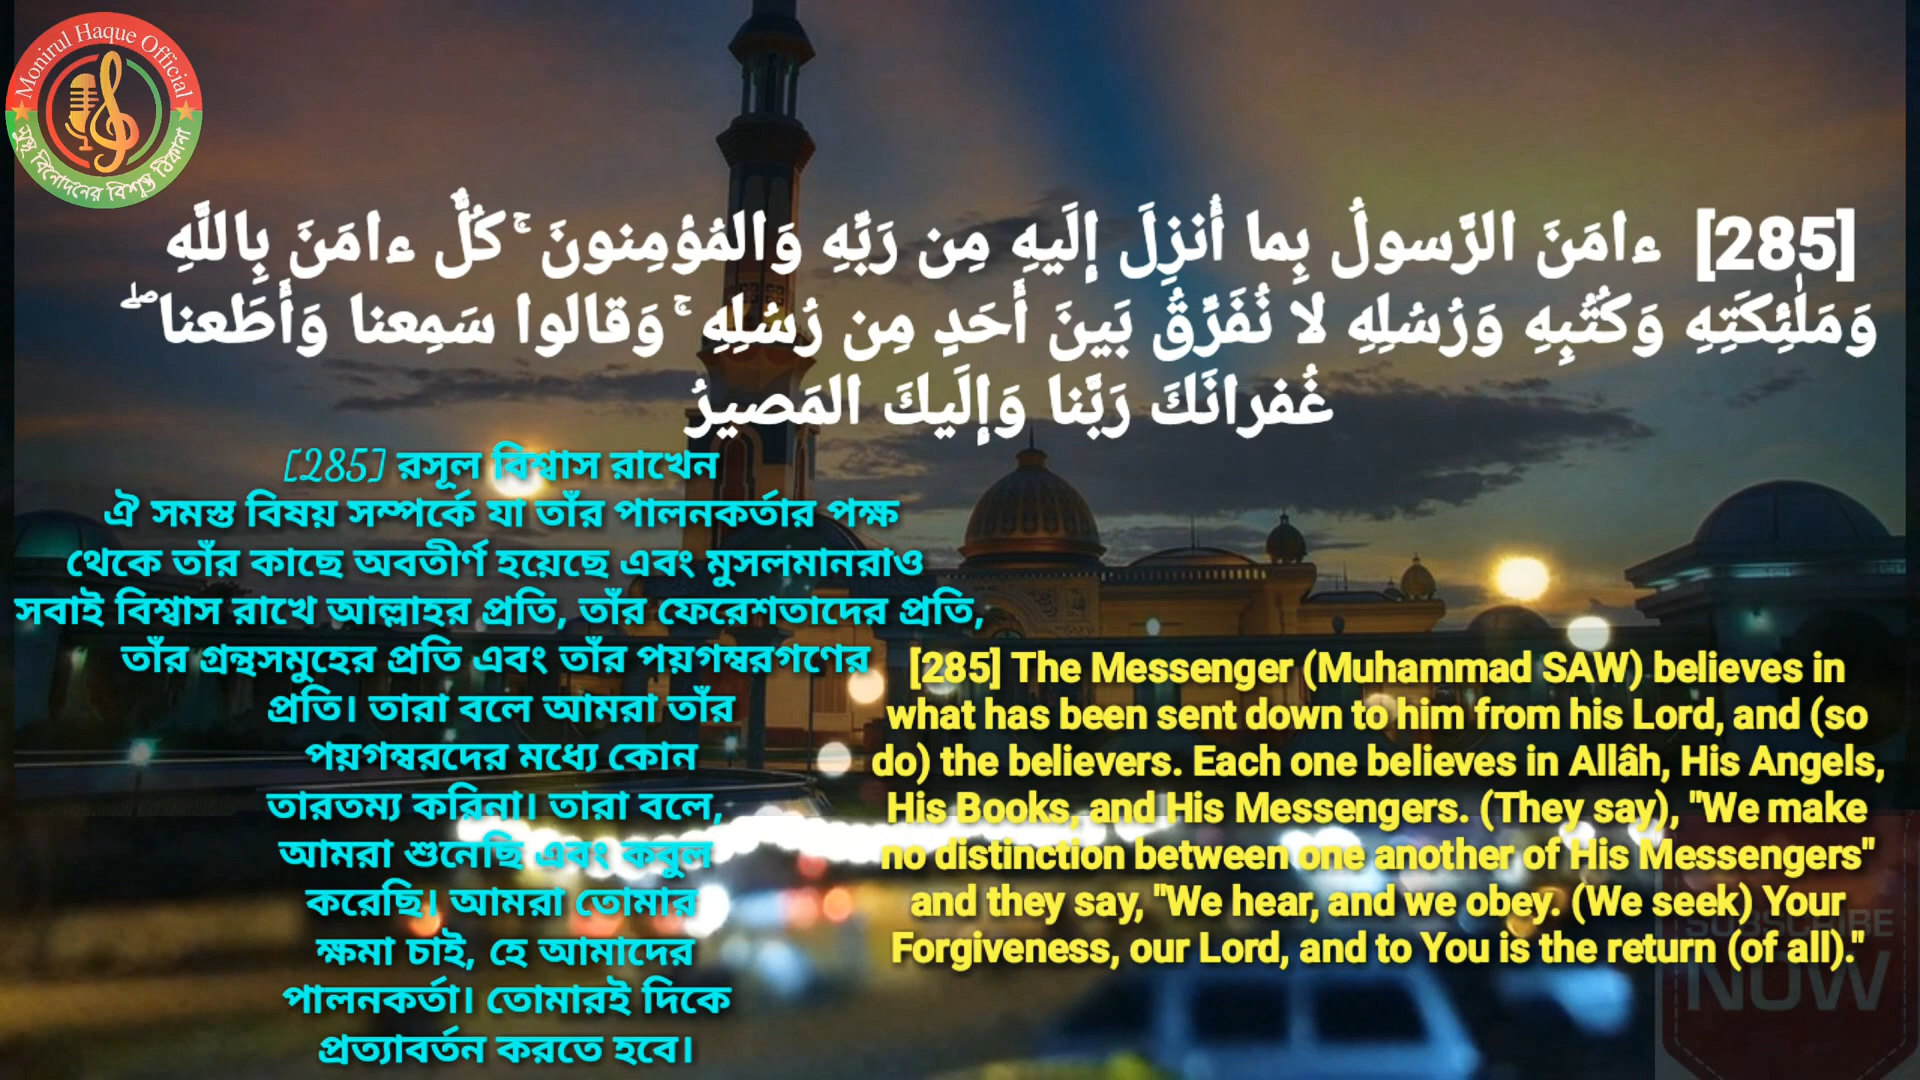 Monirul Haque Official
সুস্থ বিনোদনের বিশ্বস্ত ঠিকানা
[285] ءامَنَ الرَّسولُ بِما أُنزِلَ إِلَيهِ مِن رَبِّهِ وَالمُؤمِنونَ ۚ كُلٌّ ءامَنَ بِاللَّهِ
وَمَلٰئِكَتِهِ وَكُتُبِهِ وَرُسُلِهِ لا نُفَرِّقُ بَينَ أَحَدٍ مِن رُسُلِهِ ۚ وَقالوا سَمِعنا وَأَطَعنا ۖ
غُفرانَكَ رَبَّنا وَإِلَيكَ المَصيرُ
[285] রসূল বিশ্বাস রাখেন
ঐ সমস্ত বিষয় সম্পর্কে যা তাঁর পালনকর্তার পক্ষ
থেকে তাঁর কাছে অবতীর্ণ হয়েছে এবং মুসলমানরাও
সবাই বিশ্বাস রাখে আল্লাহর প্রতি, তাঁর ফেরেশতাদের প্রতি,
তাঁর গ্রন্থসমুহের প্রতি এবং তাঁর পয়গম্বরগণের
প্রতি। তারা বলে আমরা তাঁর
পয়গম্বরদের মধ্যে কোন
তারতম্য করিনা। তারা বলে,
আমরা শুনেছি এবং কবুল
করেছি। আমরা তোমার
ক্ষমা চাই, হে আমাদের
পালনকর্তা। তোমারই দিকে
প্রত্যাবর্তন করতে হবে।
[285] The Messenger (Muhammad SAW) believes in
what has been sent down to him from his Lord, and (so
do) the believers. Each one believes in Allâh, His Angels,
His Books, and His Messengers. (They say), "We make
no distinction between one another of His Messengers"
and they say, "We hear, and we obey. (We seek) Your
Forgiveness, our Lord, and to You is the return (of all)."
SUBSCRIBE
NOW